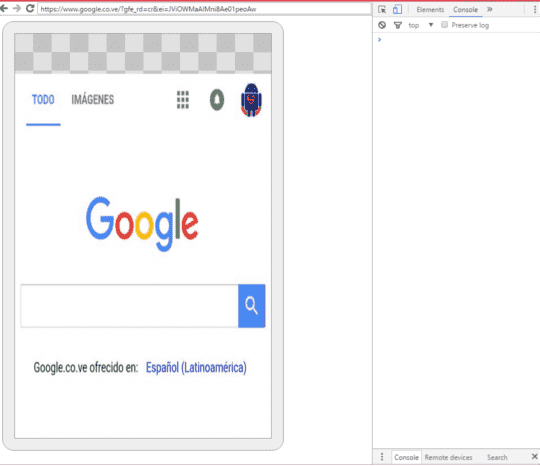 https://www.google.co.ve/?gfe_rd=cr&ei=JViOWMaAIMni8Ae01peoAw
Elements Console »
top ▼ Preserve log
>
TODO IMÁGENES
Google
Google.co.ve ofrecido en: Español (Latinoamérica)
Console Remote devices Search